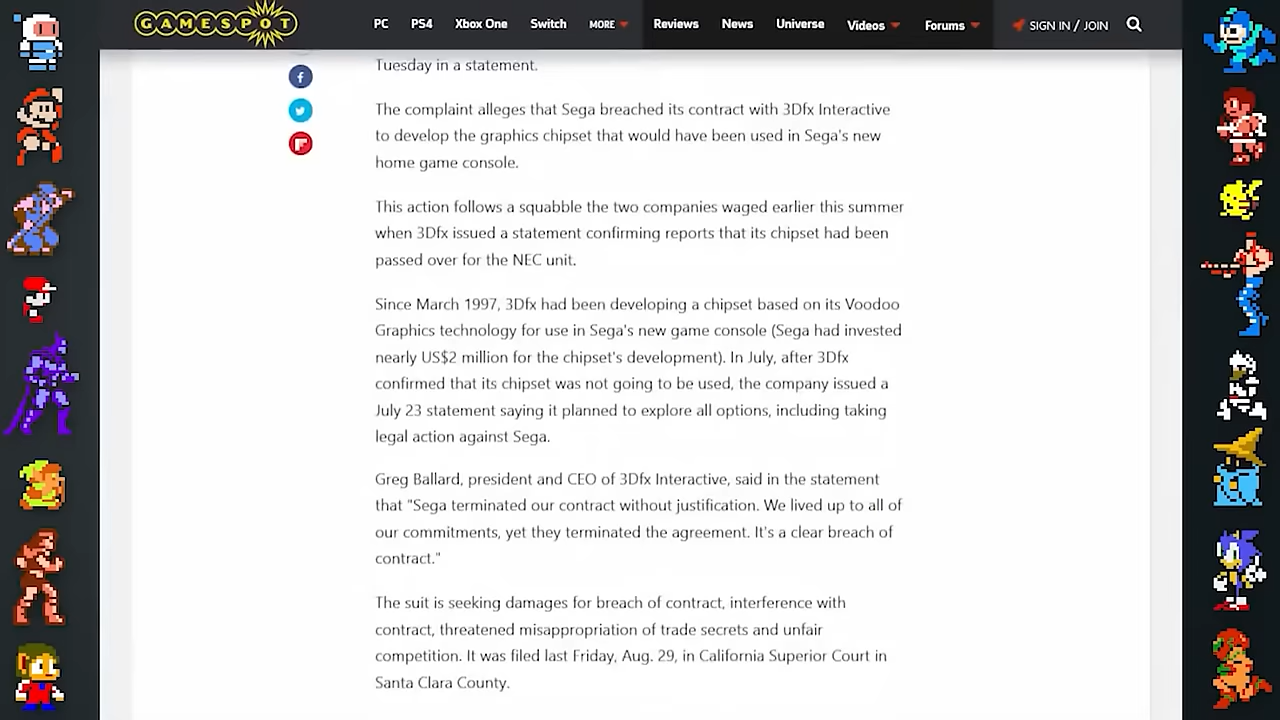 GAMESPOT
PC PS4 Xbox One Switch MORE Reviews News Universe Videos Forums SIGN IN / JOIN
Tuesday in a statement.
The complaint alleges that Sega breached its contract with 3Dfx Interactive
to develop the graphics chipset that would have been used in Sega's new
home game console.
This action follows a squabble the two companies waged earlier this summer
when 3Dfx issued a statement confirming reports that its chipset had been
passed over for the NEC unit.
Since March 1997, 3Dfx had been developing a chipset based on its Voodoo
Graphics technology for use in Sega's new game console (Sega had invested
nearly US$2 million for the chipset's development). In July, after 3Dfx
confirmed that its chipset was not going to be used, the company issued a
July 23 statement saying it planned to explore all options, including taking
legal action against Sega.
Greg Ballard, president and CEO of 3Dfx Interactive, said in the statement
that "Sega terminated our contract without justification. We lived up to all of
our commitments, yet they terminated the agreement. It's a clear breach of
contract."
The suit is seeking damages for breach of contract, interference with
contract, threatened misappropriation of trade secrets and unfair
competition. It was filed last Friday, Aug. 29, in California Superior Court in
Santa Clara County.